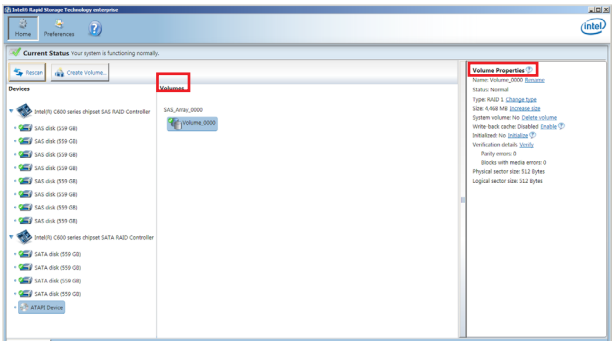 Intel® Rapid Storage Technology enterprise
Home
Preferences
?
intel
Current Status Your system is functioning normally.
Rescan
Create Volume...
Devices
Intel(R) C600 series chipset SAS RAID Controller
SAS disk (559 GB)
SAS disk (559 GB)
SAS disk (559 GB)
SAS disk (559 GB)
SAS disk (559 GB)
SAS disk (559 GB)
SAS disk (559 GB)
SAS disk (559 GB)
Intel(R) C600 series chipset SATA RAID Controller
SATA disk (559 GB)
SATA disk (559 GB)
SATA disk (559 GB)
SATA disk (559 GB)
ATAPI Device
Volumes
SAS_Array_0000
Volume_0000
Volume Properties ?
Name: Volume_0000 Rename
Status: Normal
Type: RAID 1 Change type
Size: 4,468 MB Increase size
System volume: No Delete volume
Write back cache: Disabled Enable ?
Initialized: No Initialize ?
Verification details Verify
Parity errors: 0
Blocks with media errors: 0
Physical sector size: 512 Bytes
Logical sector size: 512 Bytes